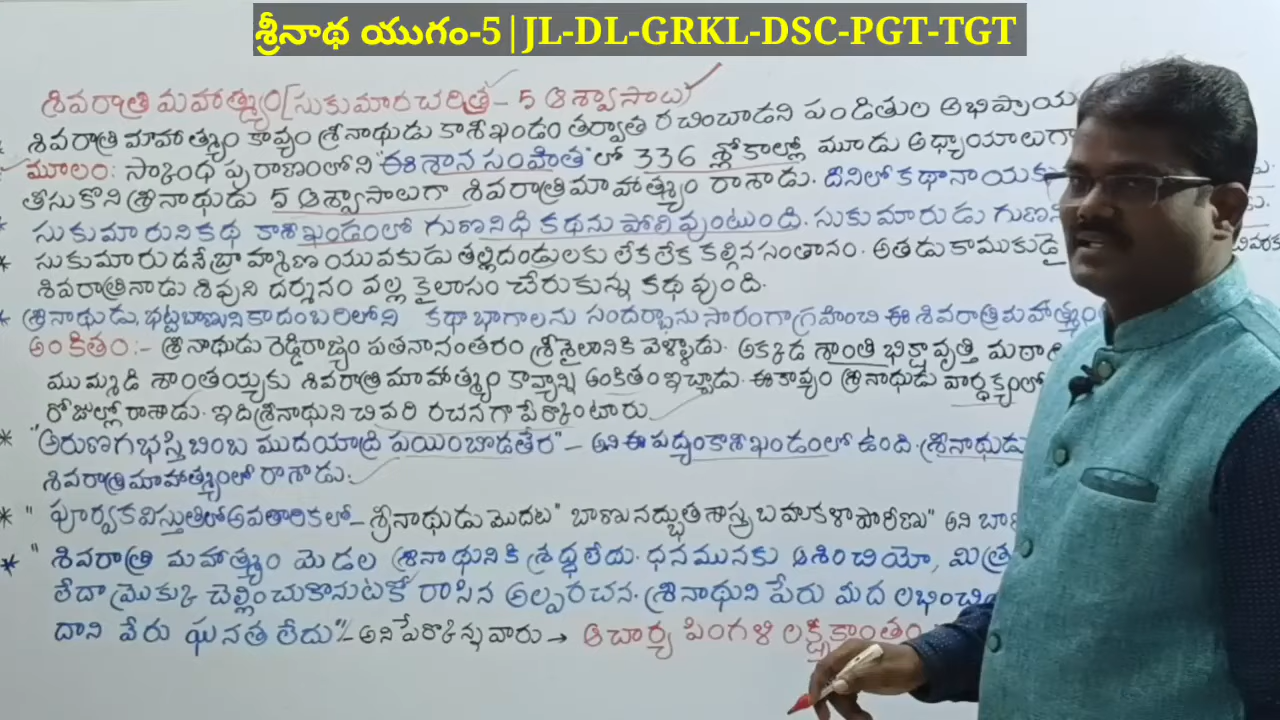 శ్రీనాథ యుగం-5|JL-DL-GRKL-DSC-PGT-TGT
శివరాత్రి మహాత్మ్యం [సుకుమార చరిత్ర - 5 ఆశ్వాసాలు]
శివరాత్రి మాహాత్మ్యం కావ్యం శ్రీనాథుడు కాశీఖండం తర్వాత రచించాడని పండితుల అభిప్రాయ
మూలం: స్కాంధ పురాణంలోని "ఈశాన సంహిత"లో 336 శ్లోకాల్లో మూడు అధ్యాయాలుగా
తీసుకొని శ్రీనాథుడు 5 ఆశ్వాసాలుగా శివరాత్రి మాహాత్మ్యం రాశాడు. దీనిలో కథానాయకు
* సుకుమారుని కథ కాశీఖండంలో గుణనిధి కథను పోలి వుంటుంది. సుకుమారుడు గుణ
* సుకుమారుడనే బ్రాహ్మణ యువకుడు తల్లిదండ్రులకు లేకలేక కల్గిన సంతానం. అతడు కాముకుడై
శివరాత్రినాడు శివుని దర్శనం వల్ల కైలాసం చేరుకున్న కథ వుంది.
* శ్రీనాథుడు, భట్టబాణుని కాదంబరిలోని కథా భాగాలను సందర్భానుసారంగా గ్రహించి ఈ శివరాత్రి మహాత్మ్యం
అంకితం:- శ్రీనాథుడు రెడ్డిరాజ్యం పతనానంతరం శ్రీశైలానికి వెళ్ళాడు. అక్కడ శాంతి భిక్షావృత్తి మఠా
ముమ్మడి శాంతయ్యకు శివరాత్రి మాహాత్మ్యం కావ్యాన్ని అంకితం ఇచ్చాడు. ఈ కావ్యం శ్రీనాథుడు వార్ధక్యంలో
రోజుల్లో రాశాడు. ఇది శ్రీనాథుని చివరి రచనగా పేర్కొంటారు.
* "అరుణగభస్తి బింబ ముదయాద్రి పయింబొడతేర" - అని ఈ పద్యం కాశీఖండంలో ఉంది. శ్రీనాథుడు
శివరాత్రి మాహాత్మ్యంలో రాశాడు.
* " పూర్వకవిస్తుతిలో అవతారికలో - శ్రీనాథుడు మొదట "బాణు నద్భుత శాస్త్ర బహుకళా పారీణు" అని బాణ
* " శివరాత్రి మహాత్మ్యం యెడల శ్రీనాథునికి శ్రద్ధ లేదు. ధనమునకు ఆశించియో, మిత్ర
లేదా మ్రొక్కు చెల్లించుకొనుటకో రాసిన అల్పరచన. శ్రీనాథుని పేరు మీద లభించిం
దాని వేరు ఘనత లేదు" - అని పేర్కొన్నవారు → ఆచార్య పింగళి లక్ష్మీకాంతం